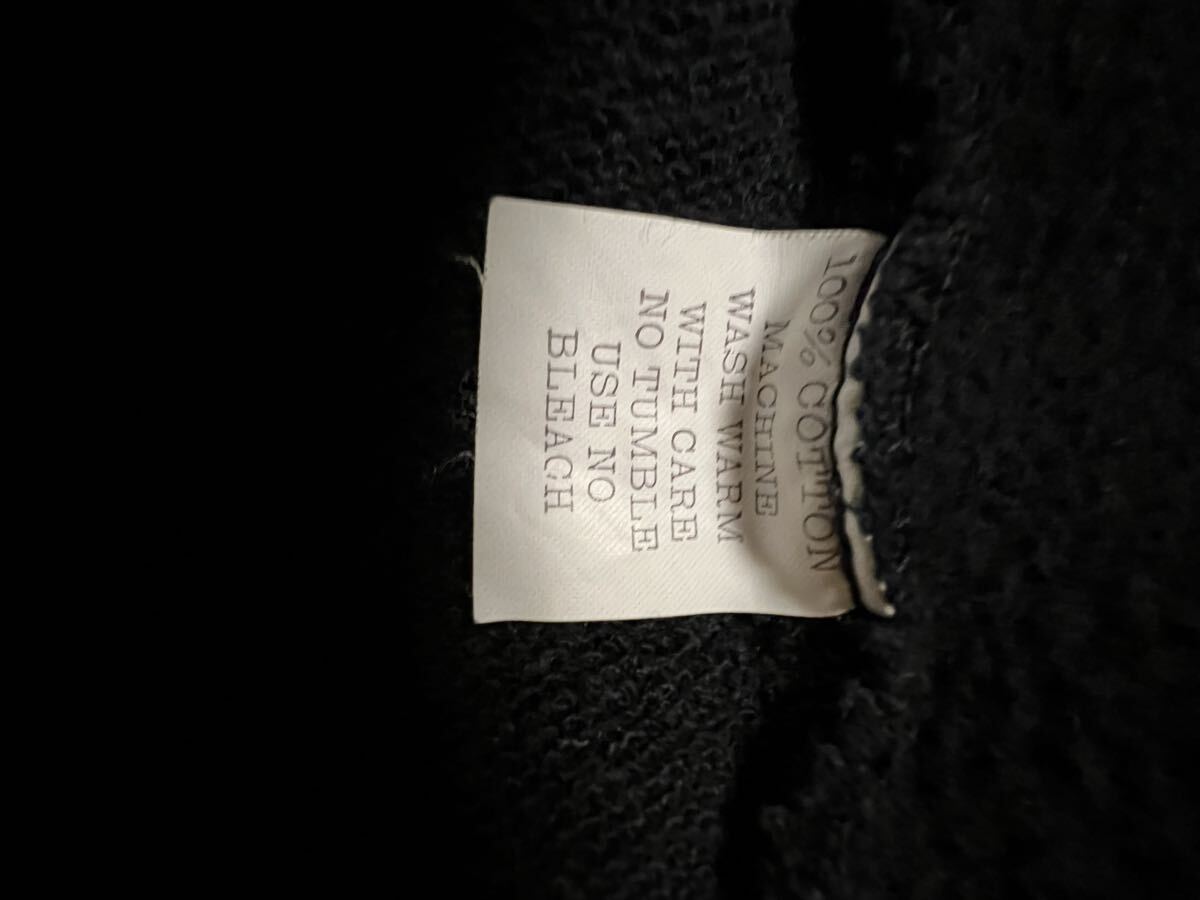 100% COTTON
MACHINE
WASH WARM
WITH CARE
NO TUMBLE
USE NO
BLEACH